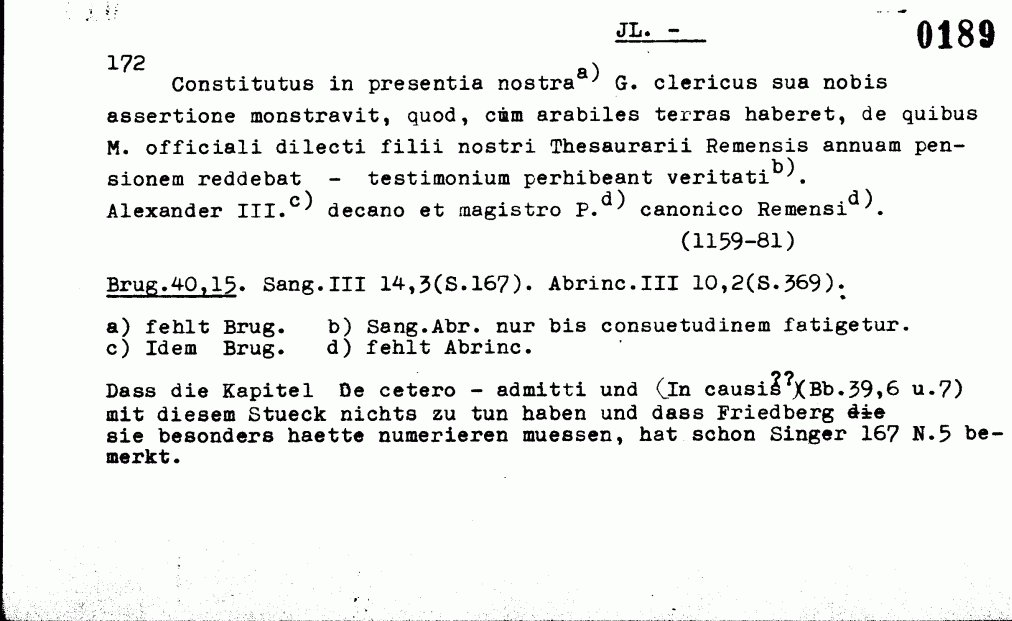 JL. -
0189
172
Constitutus in presentia nostra a) G. clericus sua nobis
assertione monstravit, quod, cum arabiles terras haberet, de quibus
M. officiali dilecti filii nostri Thesaurarii Remensis annuam pen-
sionem reddebat - testimonium perhibeant veritati b).
Alexander III. c) decano et magistro P. d) canonico Remensi d).
(1159-81)
Brug.40,15. Sang.III 14,3(S.167). Abrinc.III 10,2(S.369).
a) fehlt Brug. b) Sang.Abr. nur bis consuetudinem fatigetur.
c) Idem Brug. d) fehlt Abrinc.
Dass die Kapitel De cetero - admitti und (In causis??)(Bb.39,6 u.7)
mit diesem Stueck nichts zu tun haben und dass Friedberg die
sie besonders haette numerieren muessen, hat schon Singer 167 N.5 be-
merkt.